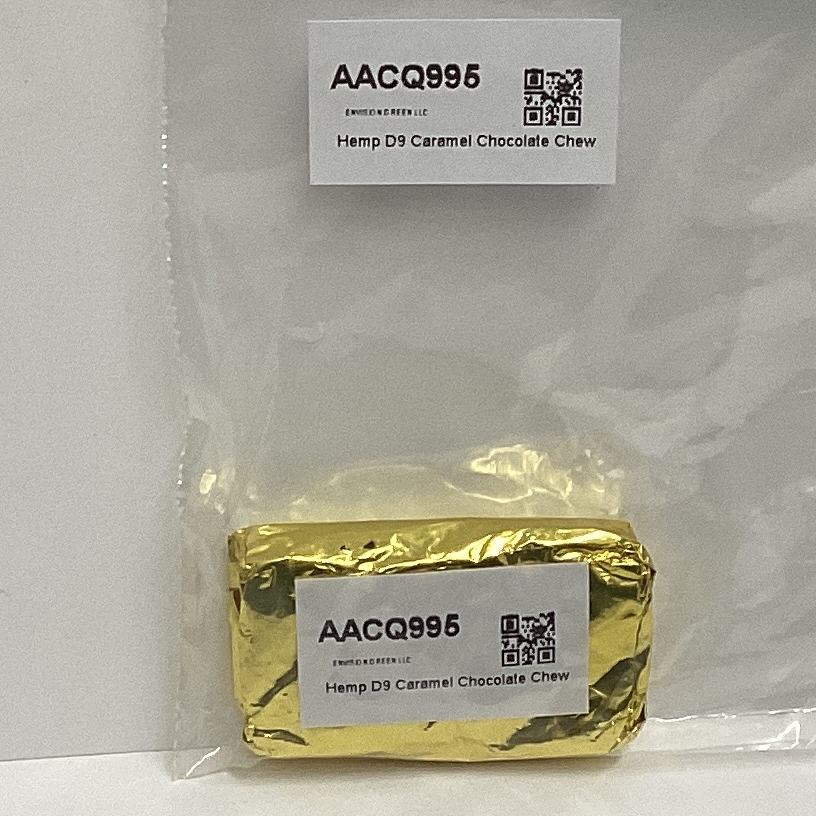 AACQ995
ENVISION GREEN LLC
Hemp D9 Caramel Chocolate Chew
AACQ995
ENVISION GREEN LLC
Hemp D9 Caramel Chocolate Chew